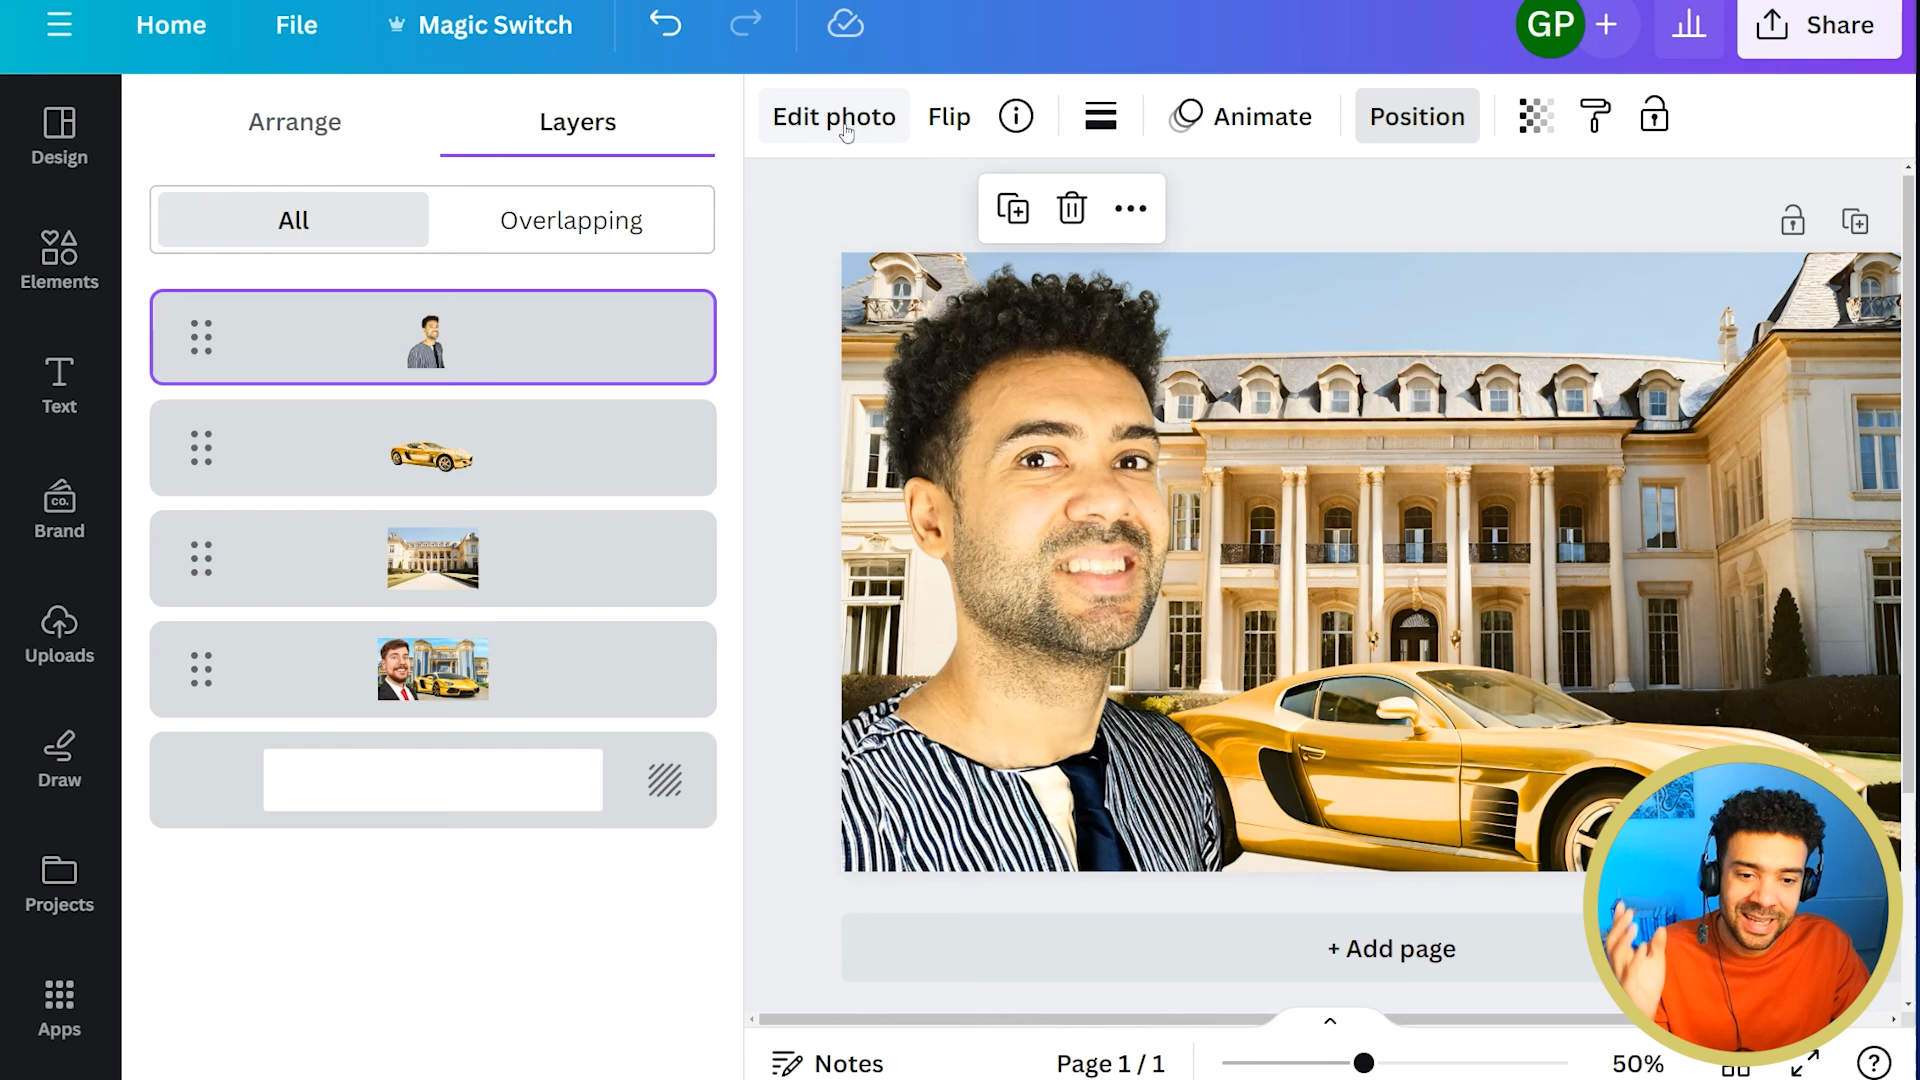 Home
File
Magic Switch
GP
+
Share
Design
Elements
Text
CO.
Brand
Uploads
Draw
Projects
Apps
Arrange
Layers
All
Overlapping
Edit photo
Flip
Animate
Position
+ Add page
Notes
Page 1 / 1
50%
?